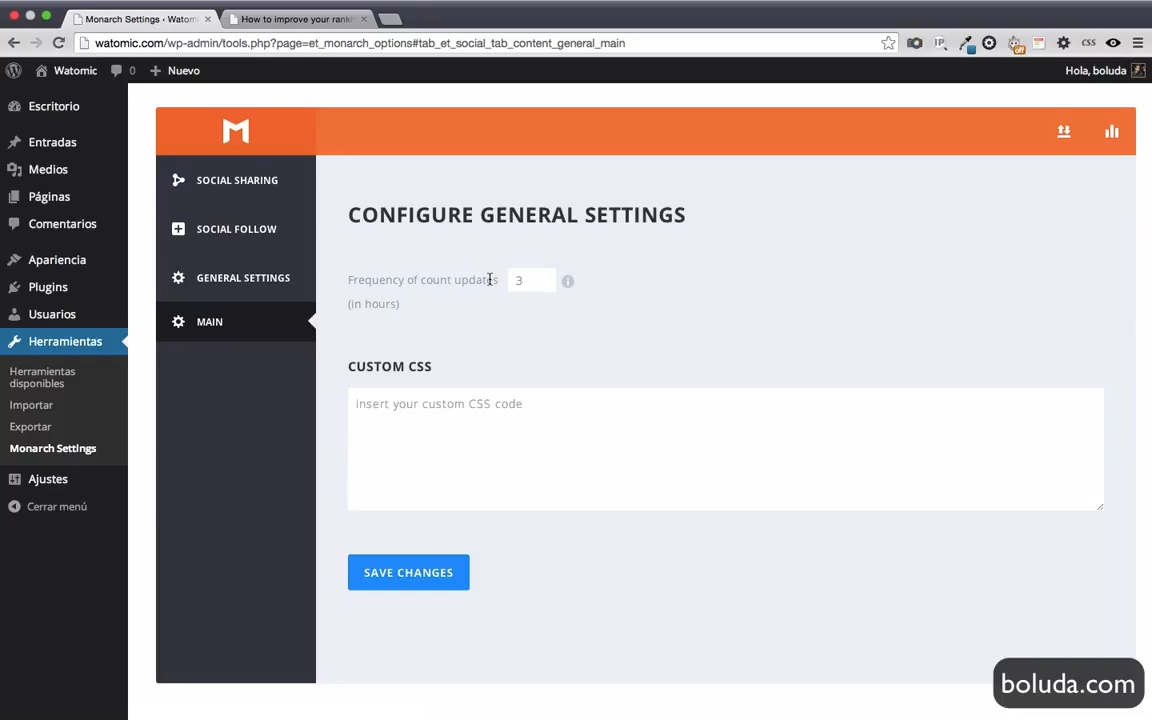 Monarch Settings ‹ Watom
How to improve your ranki
watomic.com/wp-admin/tools.php?page=et_monarch_options#tab_et_social_tab_content_general_main
IP
off
CSS
Watomic
0
Nuevo
Hola, boluda
Escritorio
Entradas
Medios
Páginas
Comentarios
Apariencia
Plugins
Usuarios
Herramientas
Herramientas
disponibles
Importar
Exportar
Monarch Settings
Ajustes
Cerrar menú
M
SOCIAL SHARING
SOCIAL FOLLOW
GENERAL SETTINGS
MAIN
CONFIGURE GENERAL SETTINGS
Frequency of count updates
(in hours)
3
CUSTOM CSS
insert your custom CSS code
SAVE CHANGES
boluda.com